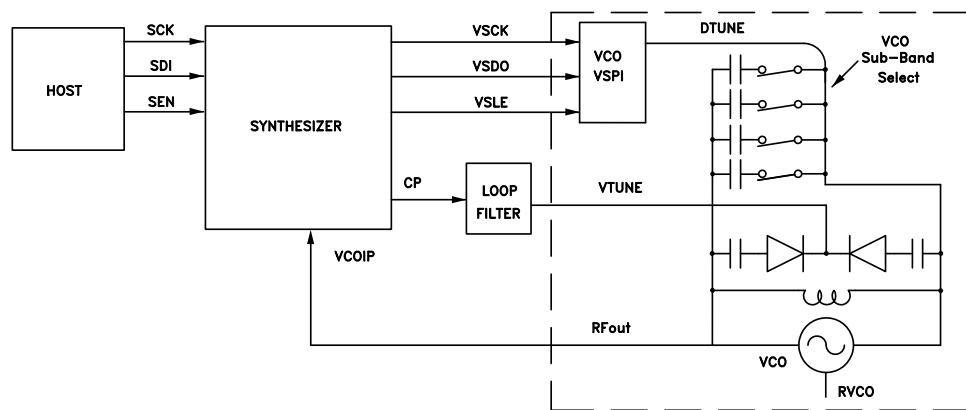 SCK
SDI
SEN
HOST
SYNTHESIZER
VSCK
VSDO
VSLE
VCO
VSPI
DTUNE
VCO
Sub-Band
Select
CP
LOOP
FILTER
VTUNE
VCOIP
RFout
VCO
RVCO